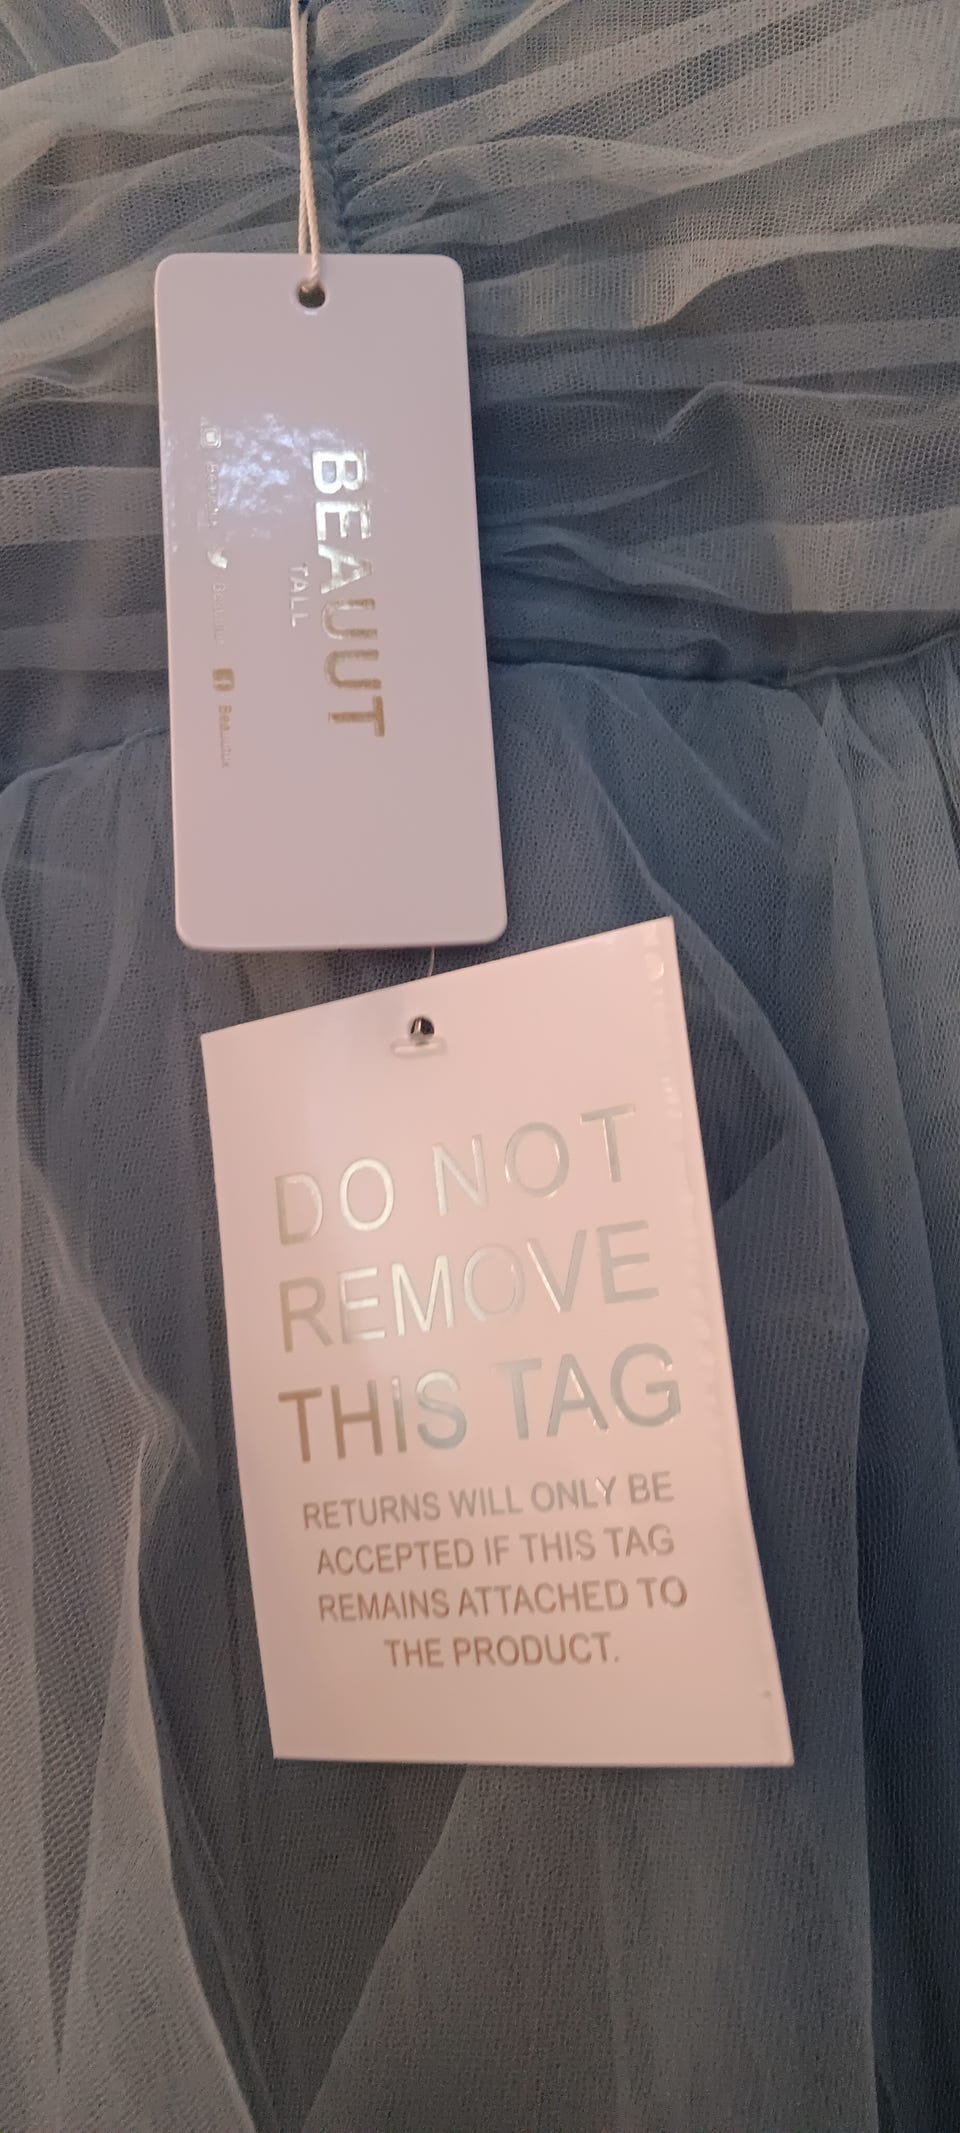 BEAUUT
TALL
DO NOT
REMOVE
THIS TAG
RETURNS WILL ONLY BE
ACCEPTED IF THIS TAG
REMAINS ATTACHED TO
THE PRODUCT.